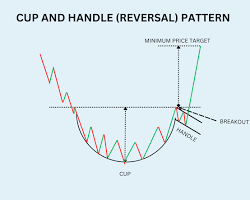 CUP AND HANDLE (REVERSAL) PATTERN
MINIMUM PRICE TARGET
BREAKOUT
HANDLE
CUP